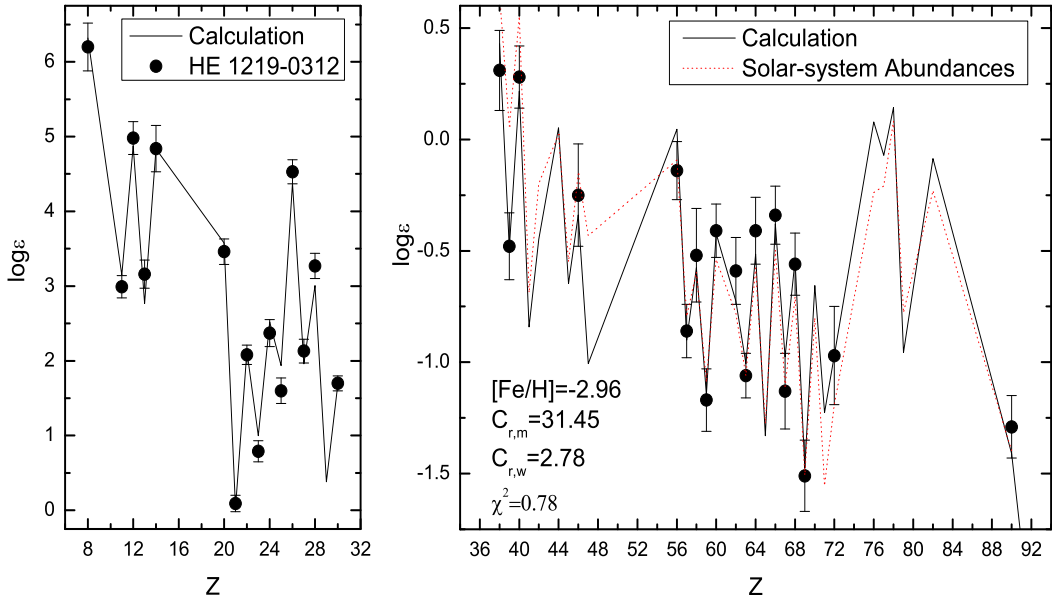 Calculation
HE 1219-0312
6
5
4
3
2
1
0
logε
8 12 16 20 24 28 32
Z
Calculation
Solar-system Abundances
0.5
0.0
-0.5
-1.0
-1.5
logε
[Fe/H]=-2.96
C_{r,m}=31.45
C_{r,w}=2.78
χ²=0.78
36 40 44 48 52 56 60 64 68 72 76 80 84 88 92
Z